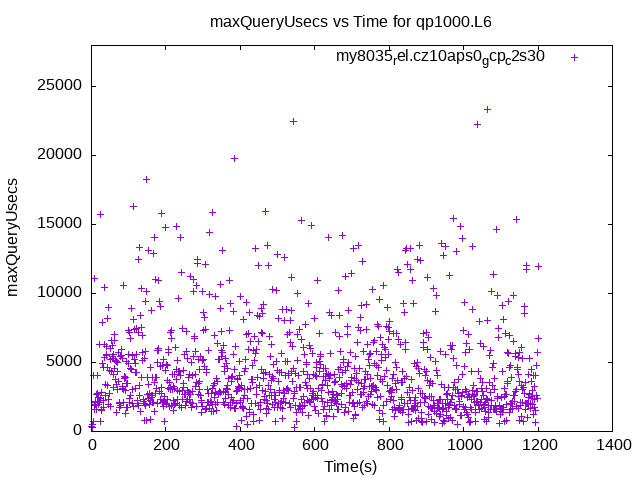 maxQueryUsecs vs Time for qp1000.L6
my8035rel.cz10aps0gcpc2s30
25000
20000
15000
10000
5000
0
maxQueryUsecs
0 200 400 600 800 1000 1200 1400
Time(s)